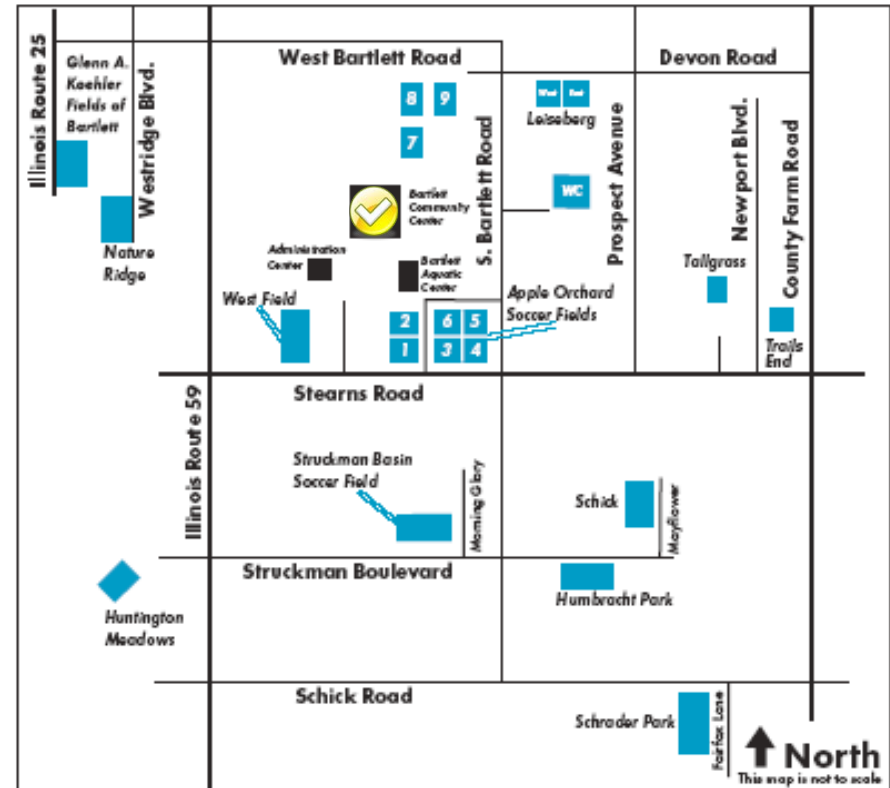 Illinois Route 25
Glenn A.
Koehler
Fields of
Bartlett
Westridge Blvd.
Nature
Ridge
West Bartlett Road
8
9
7
Bartlett
Community
Center
Administration
Center
Bartlett
Aquatic
Center
West Field
2
6
5
1
3
4
S. Bartlett Road
Devon Road
West
East
Leiseberg
WC
Prospect Avenue
Newport Blvd.
County Farm Road
Tallgrass
Apple Orchard
Soccer Fields
Trails
End
Stearns Road
Illinois Route 59
Struckman Basin
Soccer Field
Morning Glory
Schick
Mayflower
Struckman Boulevard
Humbracht Park
Huntington
Meadows
Schick Road
Schrader Park
Fairfax Lane
North
This map is not to scale